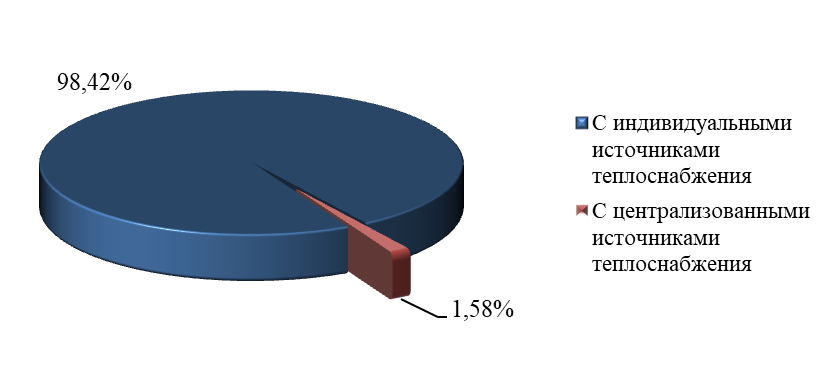 98,42%
С индивидуальными
источниками
теплоснабжения
С централизованными
источниками
теплоснабжения
1,58%